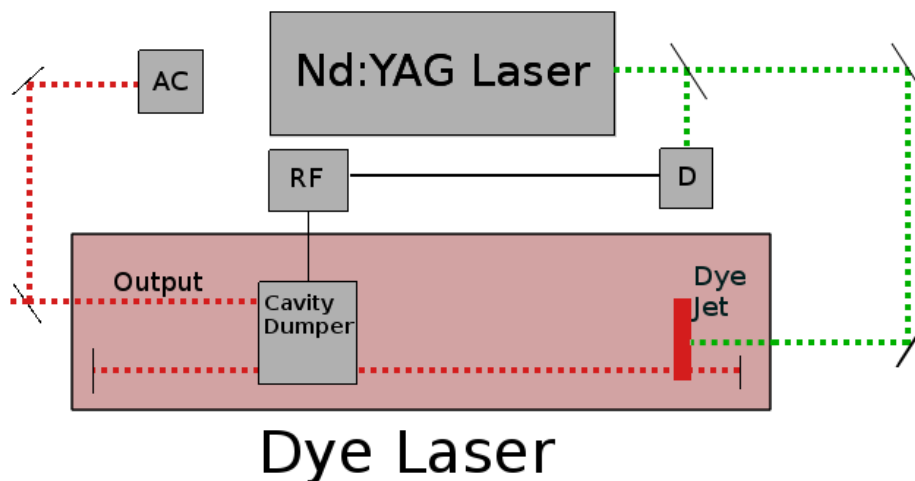 AC
Nd:YAG Laser
RF
D
Output
Cavity
Dumper
Dye
Jet
Dye Laser